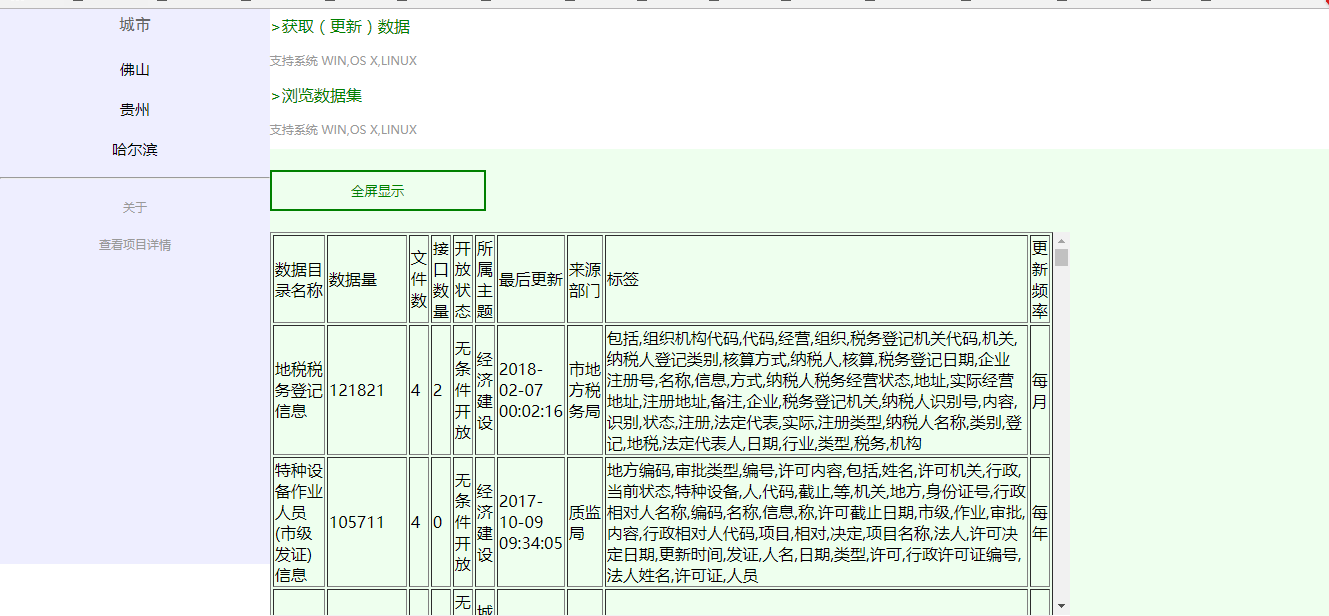 城市
佛山
贵州
哈尔滨
关于
查看项目详情
>获取（更新）数据
支持系统 WIN,OS X,LINUX
>浏览数据集
支持系统 WIN,OS X,LINUX
全屏显示
数据目
录名称
数据量
文
件
数
接
口
数
量
开
放
状
态
所
属
主
题
最后更新
来源
部门
标签
更
新
频
率
地税税
务登记
信息
121821
4
2
无
条
件
开
放
经
济
建
设
2018-
02-07
00:02:16
市地
方税
务局
包括,组织机构代码,代码,经营,组织,税务登记机关代码,机关,
纳税人登记类别,核算方式,纳税人,核算,税务登记日期,企业
注册号,名称,信息,方式,纳税人税务经营状态,地址,实际经营
地址,注册地址,备注,企业,税务登记机关,纳税人识别号,内容,
识别,状态,注册,法定代表,实际,注册类型,纳税人名称,类别,登
记,地税,法定代表人,日期,行业,类型,税务,机构
每
月
特种设
备作业
人员
(市级
发证)
信息
105711
4
0
无
条
件
开
放
经
济
建
设
2017-
10-09
09:34:05
质监
局
地方编码,审批类型,编号,许可内容,包括,姓名,许可机关,行政,
当前状态,特种设备,人,代码,截止,等,机关,地方,身份证号,行政
相对人名称,编码,名称,信息,称,许可截止日期,市级,作业,审批,
内容,行政相对人代码,项目,相对,决定,项目名称,法人,许可决
定日期,更新时间,发证,人名,日期,类型,许可,行政许可证编号,
法人姓名,许可证,人员
每
年
无
城